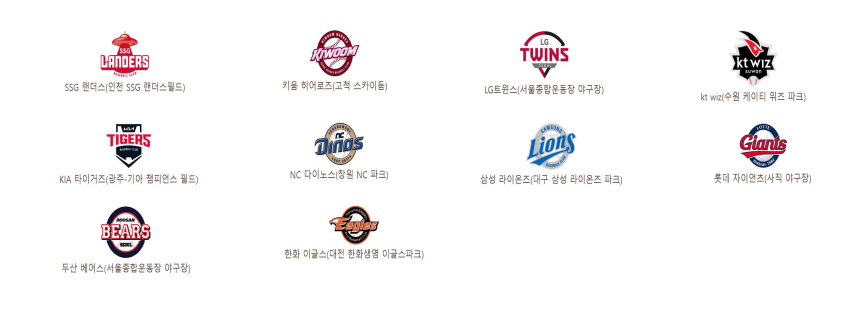 SSG
LANDERS
BASEBALL CLUB
SSG 랜더스(인천 SSG 랜더스필드)
KIWOOM
키움 히어로즈(고척 스카이돔)
LG
TWINS
SEOUL
LG트윈스(서울종합운동장 야구장)
kt wiz
suwon
kt wiz(수원 케이티 위즈 파크)
KIA
TIGERS
KIA 타이거즈(광주-기아 챔피언스 필드)
NC
Dinos
NC 다이노스(창원 NC 파크)
SAMSUNG
Lions
삼성 라이온즈(대구 삼성 라이온즈 파크)
LOTTE
Giants
롯데 자이언츠(사직 야구장)
DOOSAN
BEARS
두산 베어스(서울종합운동장 야구장)
Eagles
한화 이글스(대전 한화생명 이글스파크)